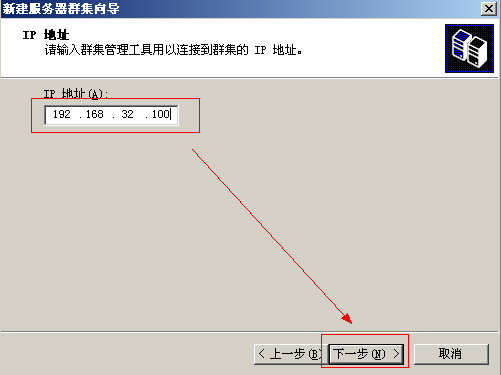 新建服务器群集向导
IP 地址
请输入群集管理工具用以连接到群集的 IP 地址。
IP 地址(A):
192 .168 . 32 .100
< 上一步(B)
下一步(N) >
取消